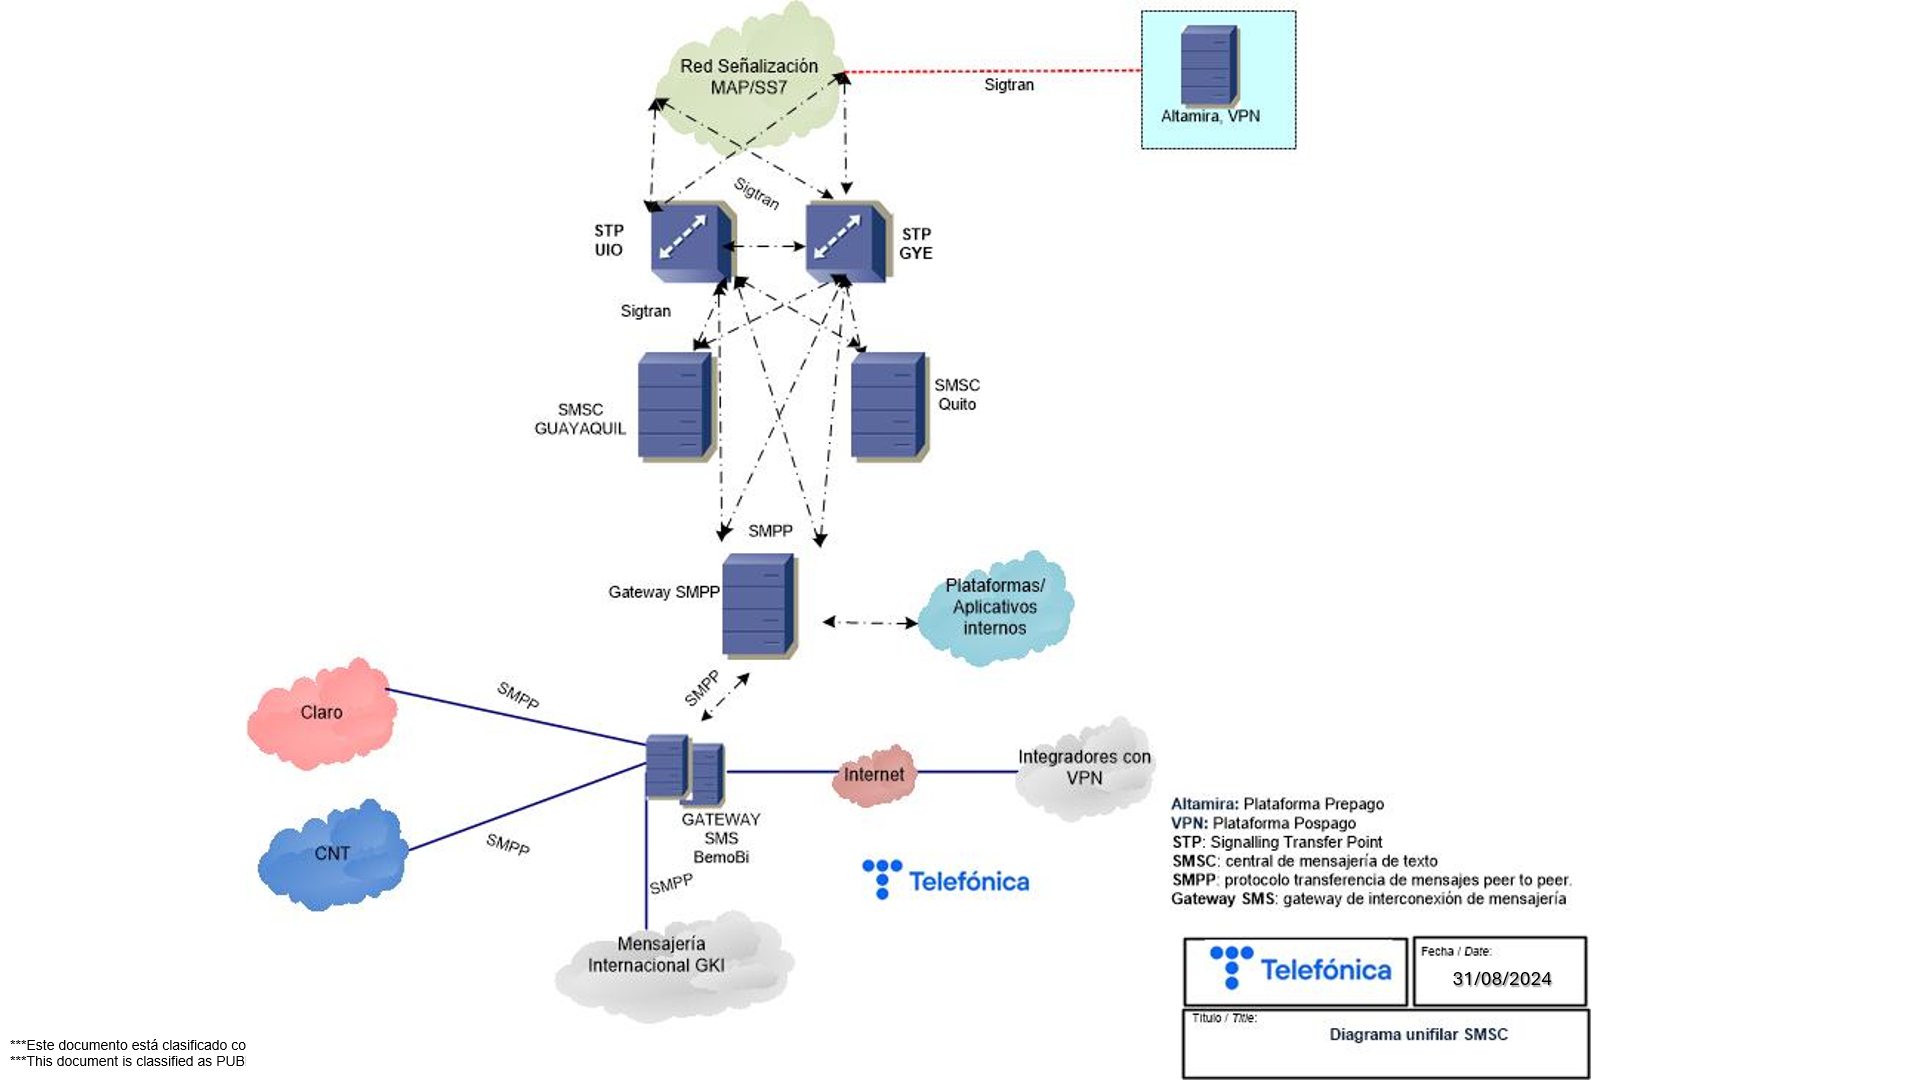 Red Señalización
MAP/SS7
Sigtran
Altamira, VPN
Sigtran
STP
UIO
STP
GYE
Sigtran
SMSC
GUAYAQUIL
SMSC
Quito
SMPP
Gateway SMPP
Plataformas/
Aplicativos
internos
SMPP
Claro
SMPP
CNT
SMPP
GATEWAY
SMS
BemoBi
Internet
Integradores con
VPN
SMPP
Mensajería
Internacional GKI
Telefónica
Altamira: Plataforma Prepago
VPN: Plataforma Pospago
STP: Signalling Transfer Point
SMSC: central de mensajería de texto
SMPP: protocolo transferencia de mensajes peer to peer.
Gateway SMS: gateway de interconexión de mensajería
Telefónica
Fecha / Date:
31/08/2024
Título / Title:
Diagrama unifilar SMSC
***Este documento está clasificado co
***This document is classified as PUB